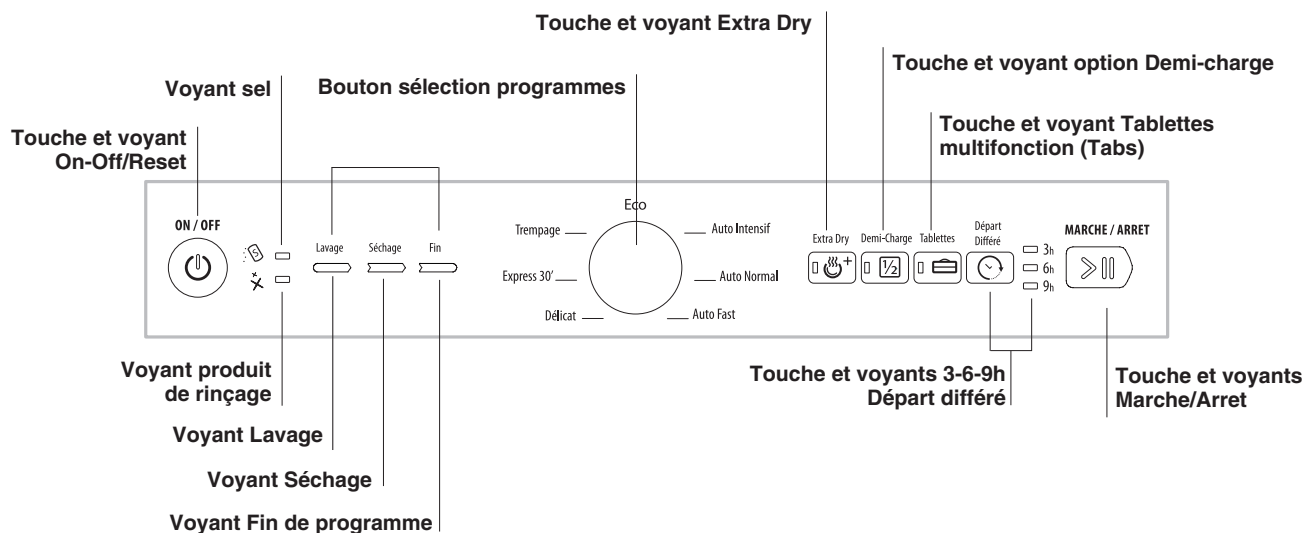 Touche et voyant Extra Dry
Touche et voyant option Demi-charge
Voyant sel
Bouton sélection programmes
Touche et voyant
On-Off/Reset
Touche et voyant Tablettes
multifonction (Tabs)
ON / OFF
S
Lavage
Séchage
Fin
Eco
Trempage
Express 30'
Délicat
Auto Intensif
Auto Normal
Auto Fast
Extra Dry
Demi-Charge
Tablettes
Départ
Différé
+
1/2
3h
6h
9h
MARCHE / ARRET
Voyant produit
de rinçage
Voyant Lavage
Voyant Séchage
Voyant Fin de programme
Touche et voyants 3-6-9h
Départ différé
Touche et voyants
Marche/Arret